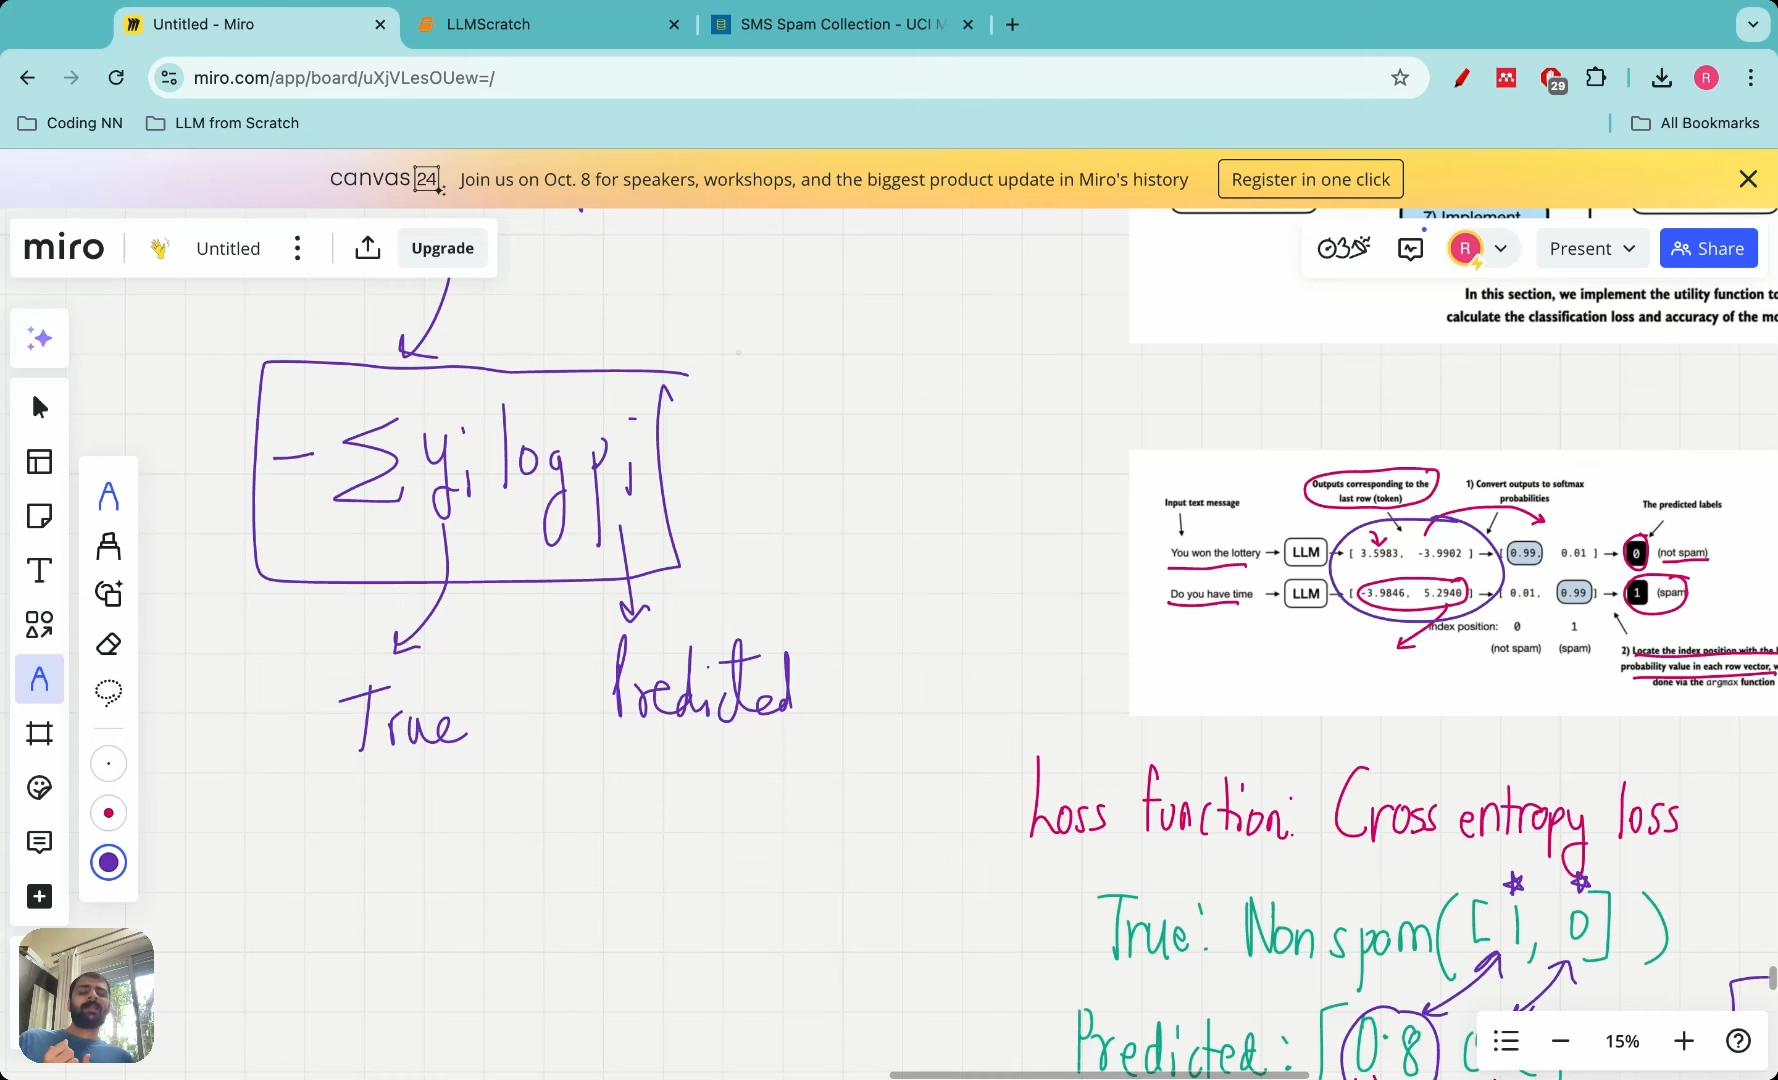 Untitled - Miro
LLMScratch
SMS Spam Collection - UCI M
miro.com/app/board/uXjVLesOUew=/
29
R
Coding NN
LLM from Scratch
All Bookmarks
canvas 24 Join us on Oct. 8 for speakers, workshops, and the biggest product update in Miro's history
Register in one click
7) Implement
miro
Untitled
Upgrade
R
Present
Share
In this section, we implement the utility function to
calculate the classification loss and accuracy of the mo
- ∑ yi log pi
True
Predicted
Input text message
Outputs corresponding to the
last row (token)
1) Convert outputs to softmax
probabilities
The predicted labels
You won the lottery → LLM → [ 3.5983, -3.9902 ] → [ 0.99, 0.01 ] → 0 (not spam)
Do you have time → LLM → [ -3.9846, 5.2940 ] → [ 0.01, 0.99 ] → 1 (spam
Index position: 0 1
(not spam) (spam)
2) Locate the index position with the
probability value in each row vector,
done via the argmax function
Loss function: Cross entropy loss
True: Non spam ( [ 1, 0 ] )
Predicted: [ 0.8
15%